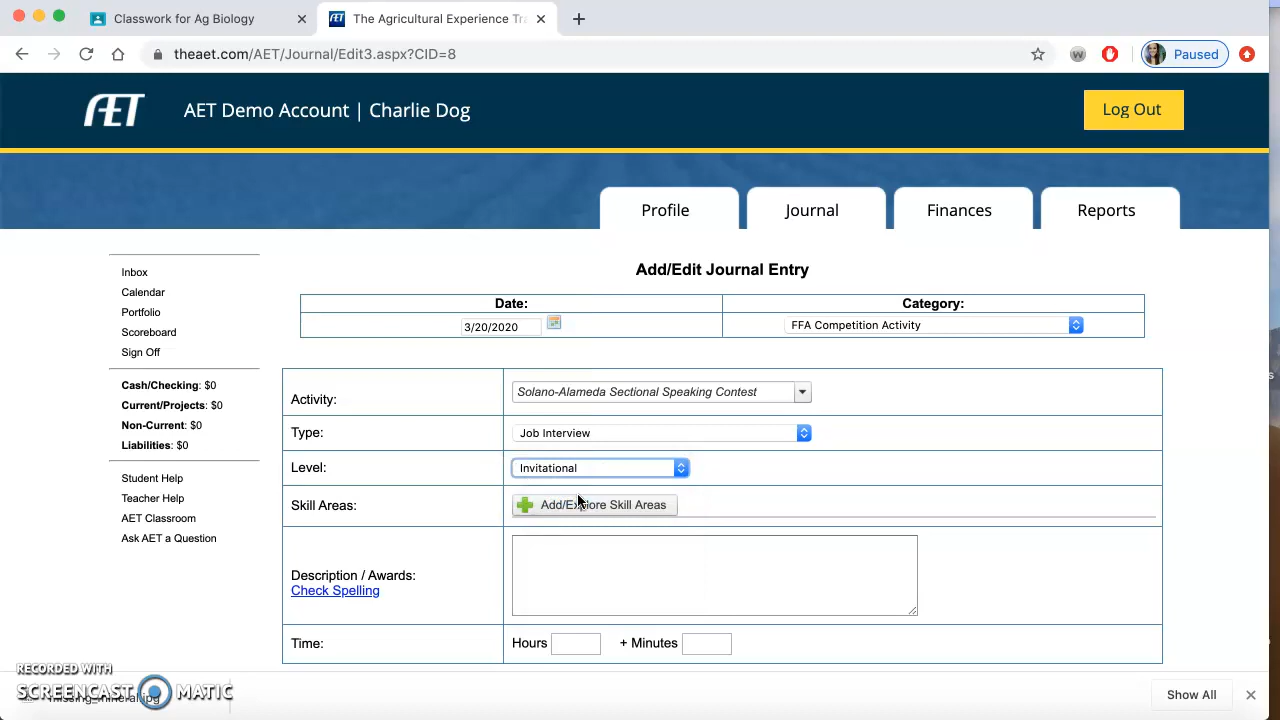 Classwork for Ag Biology
The Agricultural Experience Tra
theaet.com/AET/Journal/Edit3.aspx?CID=8
W
Paused
AET
AET Demo Account | Charlie Dog
Log Out
Profile
Journal
Finances
Reports
Inbox
Calendar
Portfolio
Scoreboard
Sign Off
Cash/Checking: $0
Current/Projects: $0
Non-Current: $0
Liabilities: $0
Student Help
Teacher Help
AET Classroom
Ask AET a Question
Add/Edit Journal Entry
Date:
Category:
3/20/2020
FFA Competition Activity
Activity:
Solano-Alameda Sectional Speaking Contest
Type:
Job Interview
Level:
Invitational
Skill Areas:
Add/Explore Skill Areas
Description / Awards:
Check Spelling
Time:
Hours
+ Minutes
RECORDED WITH
SCREENCAST MATIC
Show All